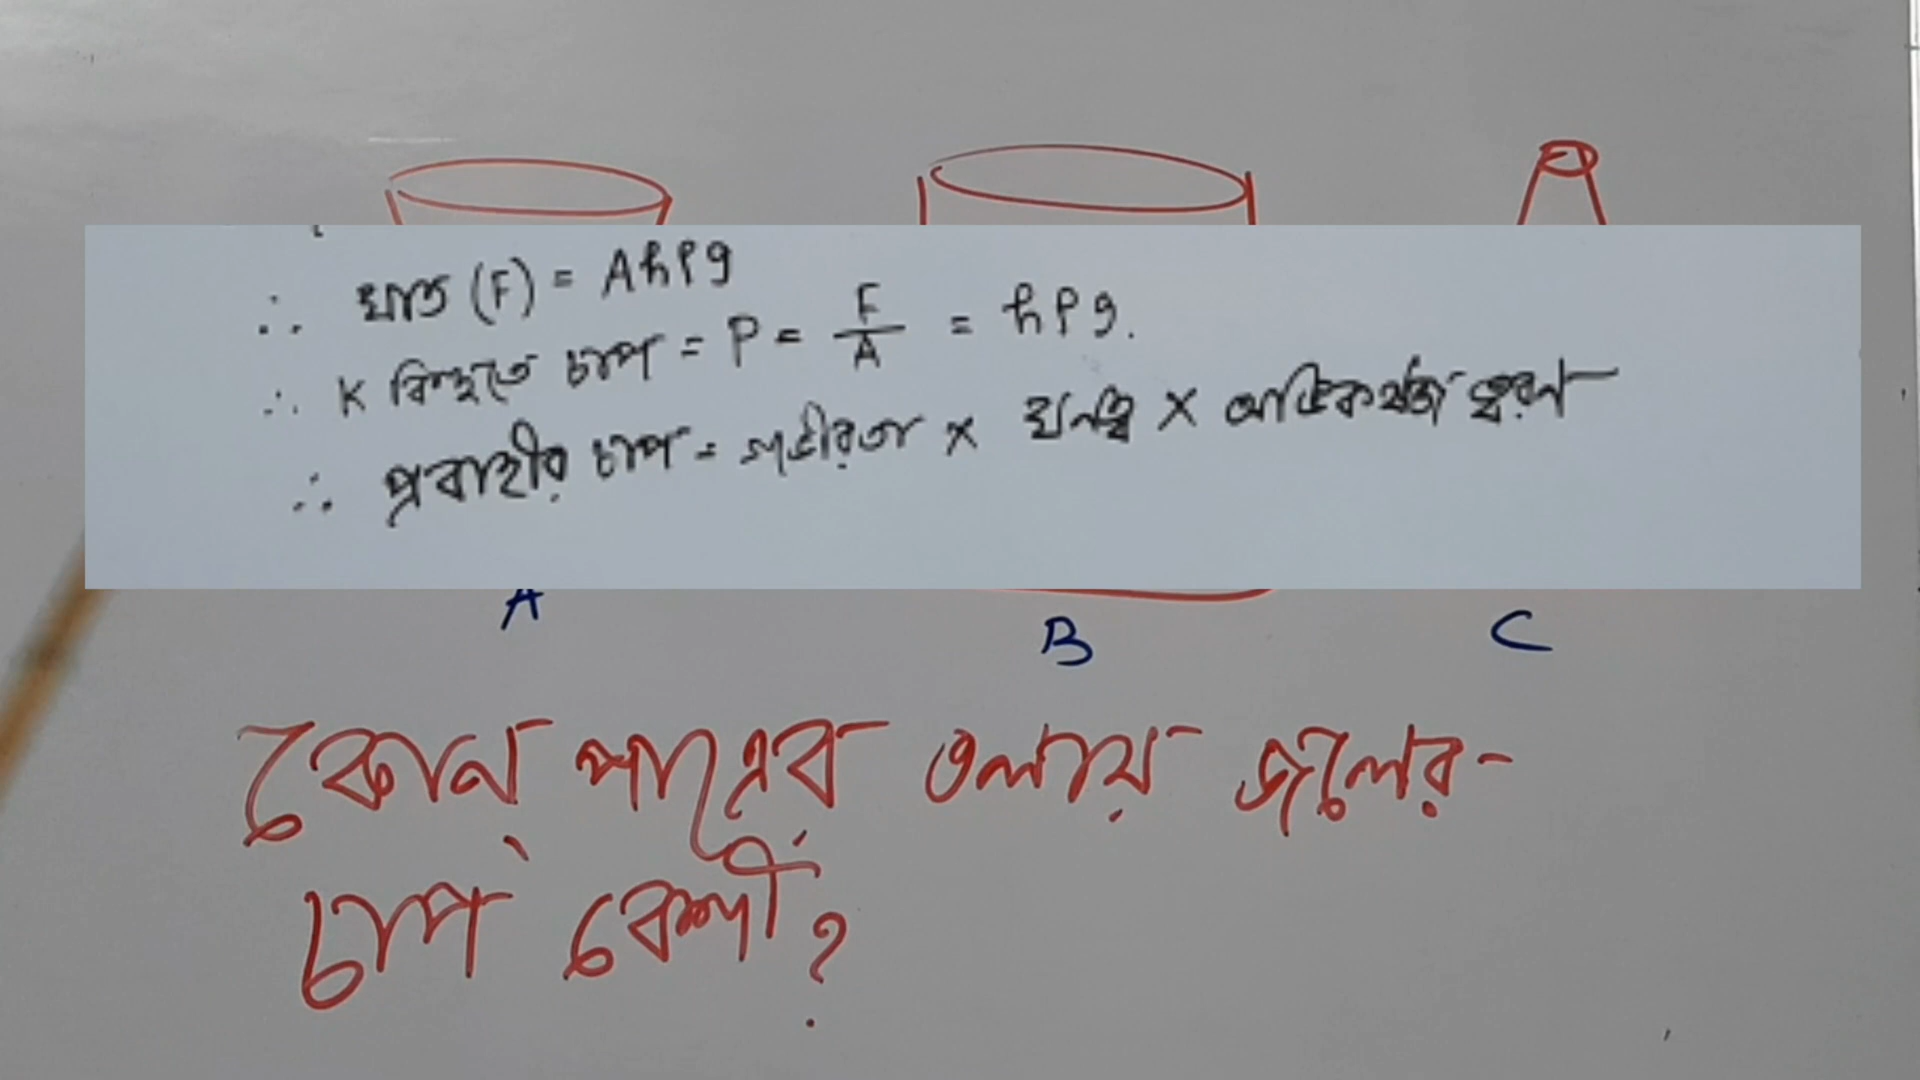 ∴ ঘাত (F) = Ahρg
∴ K বিন্দুতে চাপ = P = F/A = hρg.
∴ প্রবাহীর চাপ = গভীরতা × ঘনত্ব × অভিকর্ষজ ত্বরণ
A
B
C
কোন পাত্রের তলায় জলের
চাপ বেশী?